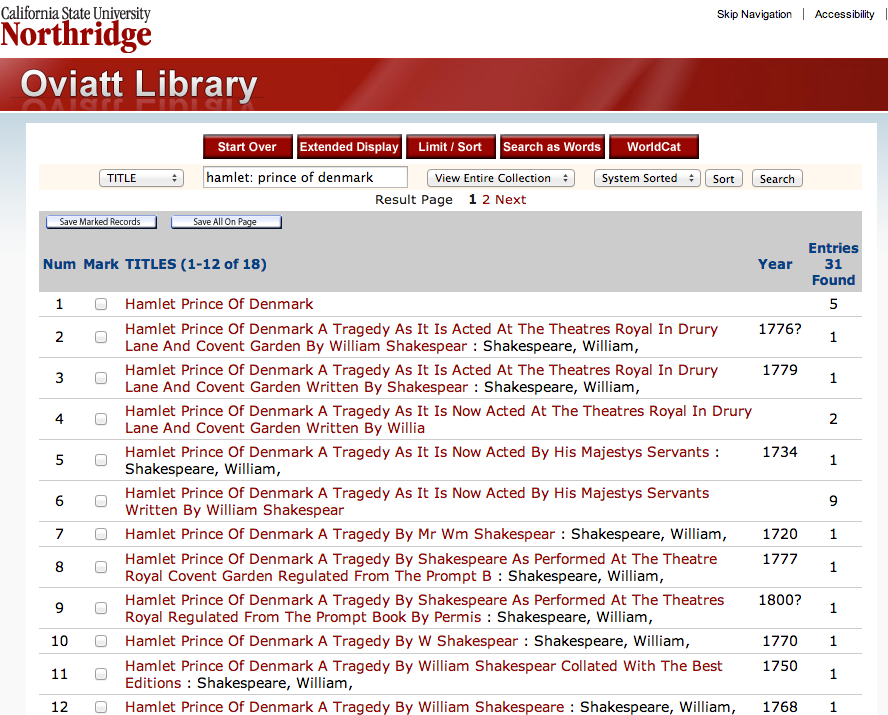 California State University
Northridge
Skip Navigation | Accessibility |
Oviatt Library
Start Over Extended Display Limit / Sort Search as Words WorldCat
TITLE hamlet: prince of denmark View Entire Collection System Sorted Sort Search
Result Page 1 2 Next
Save Marked Records Save All On Page
Num Mark TITLES (1-12 of 18) Year Entries 31 Found
1 Hamlet Prince Of Denmark 5
2 Hamlet Prince Of Denmark A Tragedy As It Is Acted At The Theatres Royal In Drury 1776? 1
Lane And Covent Garden By William Shakespear : Shakespeare, William,
3 Hamlet Prince Of Denmark A Tragedy As It Is Acted At The Theatres Royal In Drury 1779 1
Lane And Covent Garden Written By Shakespear : Shakespeare, William,
4 Hamlet Prince Of Denmark A Tragedy As It Is Now Acted At The Theatres Royal In Drury 2
Lane And Covent Garden Written By Willia
5 Hamlet Prince Of Denmark A Tragedy As It Is Now Acted By His Majestys Servants : 1734 1
Shakespeare, William,
6 Hamlet Prince Of Denmark A Tragedy As It Is Now Acted By His Majestys Servants 9
Written By William Shakespear
7 Hamlet Prince Of Denmark A Tragedy By Mr Wm Shakespear : Shakespeare, William, 1720 1
8 Hamlet Prince Of Denmark A Tragedy By Shakespeare As Performed At The Theatre 1777 1
Royal Covent Garden Regulated From The Prompt B : Shakespeare, William,
9 Hamlet Prince Of Denmark A Tragedy By Shakespeare As Performed At The Theatres 1800? 1
Royal Regulated From The Prompt Book By Permis : Shakespeare, William,
10 Hamlet Prince Of Denmark A Tragedy By W Shakespear : Shakespeare, William, 1770 1
11 Hamlet Prince Of Denmark A Tragedy By William Shakespear Collated With The Best 1750 1
Editions : Shakespeare, William,
12 Hamlet Prince Of Denmark A Tragedy By William Shakespeare : Shakespeare, William, 1768 1